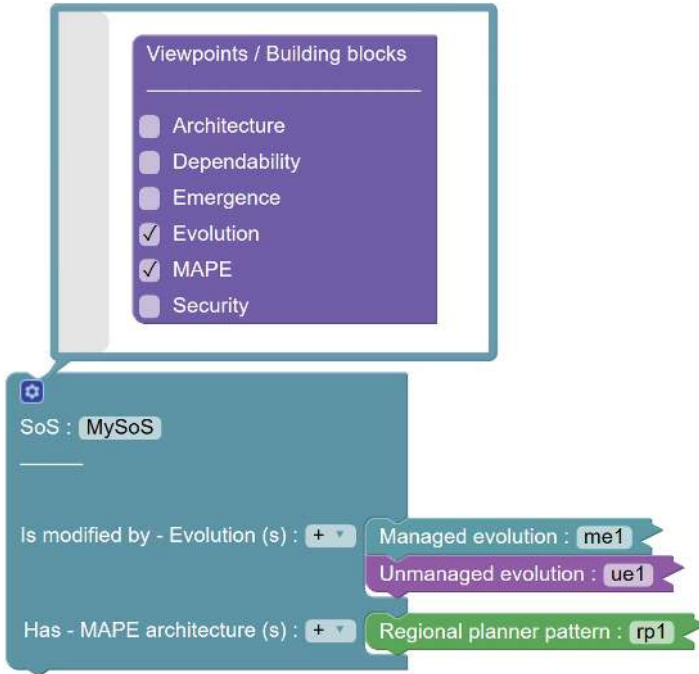 Viewpoints / Building blocks
Architecture
Dependability
Emergence
Evolution
MAPE
Security
SoS : MySoS
Is modified by - Evolution (s) : + Managed evolution : me1
Unmanaged evolution : ue1
Has - MAPE architecture (s) : + Regional planner pattern : rp1